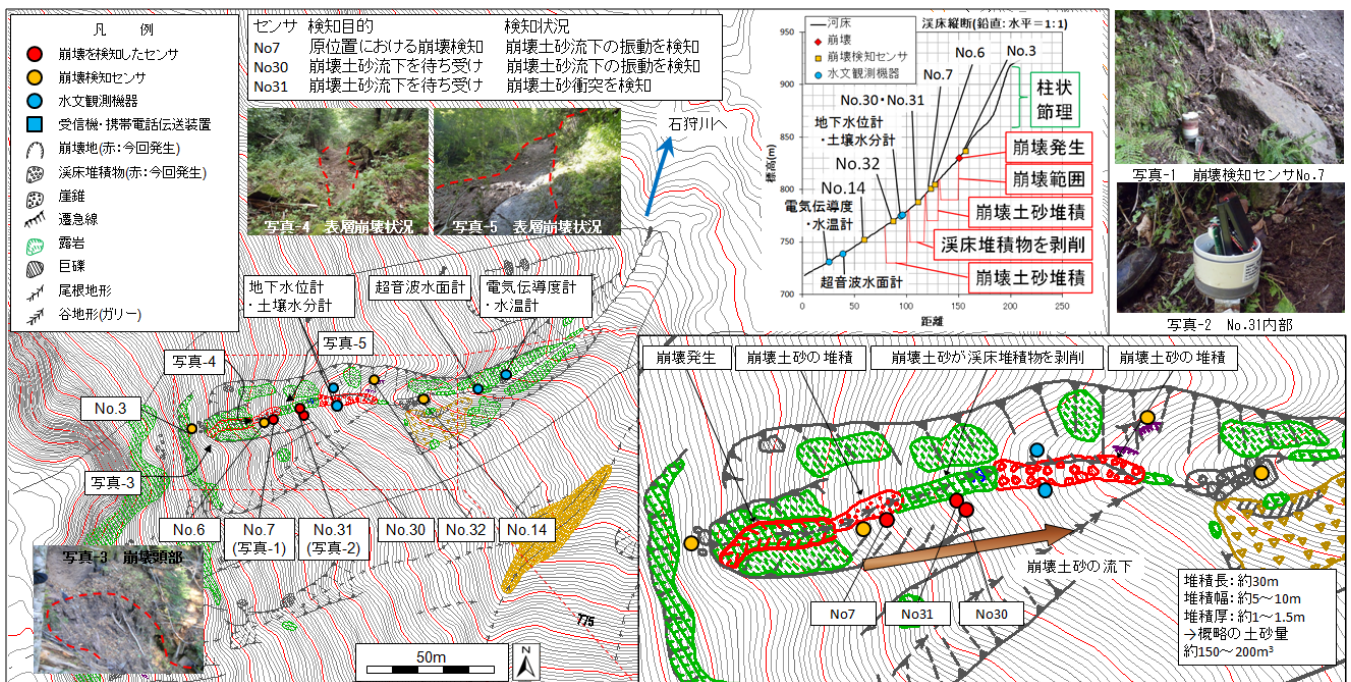 凡　例
崩壊を検知したセンサ
崩壊検知センサ
水文観測機器
受信機・携帯電話伝送装置
崩壊地(赤:今回発生)
渓床堆積物(赤:今回発生)
崖錐
遷急線
露岩
巨礫
尾根地形
谷地形(ガリー)
センサ 検知目的 検知状況
No7 原位置における崩壊検知 崩壊土砂流下の振動を検知
No30 崩壊土砂流下を待ち受け 崩壊土砂流下の振動を検知
No31 崩壊土砂流下を待ち受け 崩壊土砂衝突を検知
写真-4 表層崩壊状況
写真-5 表層崩壊状況
石狩川へ
渓床縦断(鉛直:水平=1:1)
河床
崩壊
崩壊検知センサ
水文観測機器
標高(m)
950
900
850
800
750
700
0 50 100 150 200 250
距離
No.3
No.6
No.7
No.30・No.31
地下水位計
・土壌水分計
No.32
No.14
電気伝導度
・水温計
超音波水面計
柱状
節理
崩壊発生
崩壊範囲
崩壊土砂堆積
渓床堆積物を剥削
崩壊土砂堆積
写真-1 崩壊検知センサNo.7
写真-2 No.31内部
地下水位計
・土壌水分計
超音波水面計
電気伝導度計
・水温計
写真-5
写真-4
No.3
写真-3
No.6
No.7
(写真-1)
No.31
(写真-2)
No.30
No.32
No.14
写真-3 崩壊頭部
775
50m
N
崩壊発生
崩壊土砂の堆積
崩壊土砂が渓床堆積物を剥削
崩壊土砂の堆積
崩壊土砂の流下
No7
No31
No30
堆積長:約30m
堆積幅:約5～10m
堆積厚:約1～1.5m
→概略の土砂量
約150～200m³